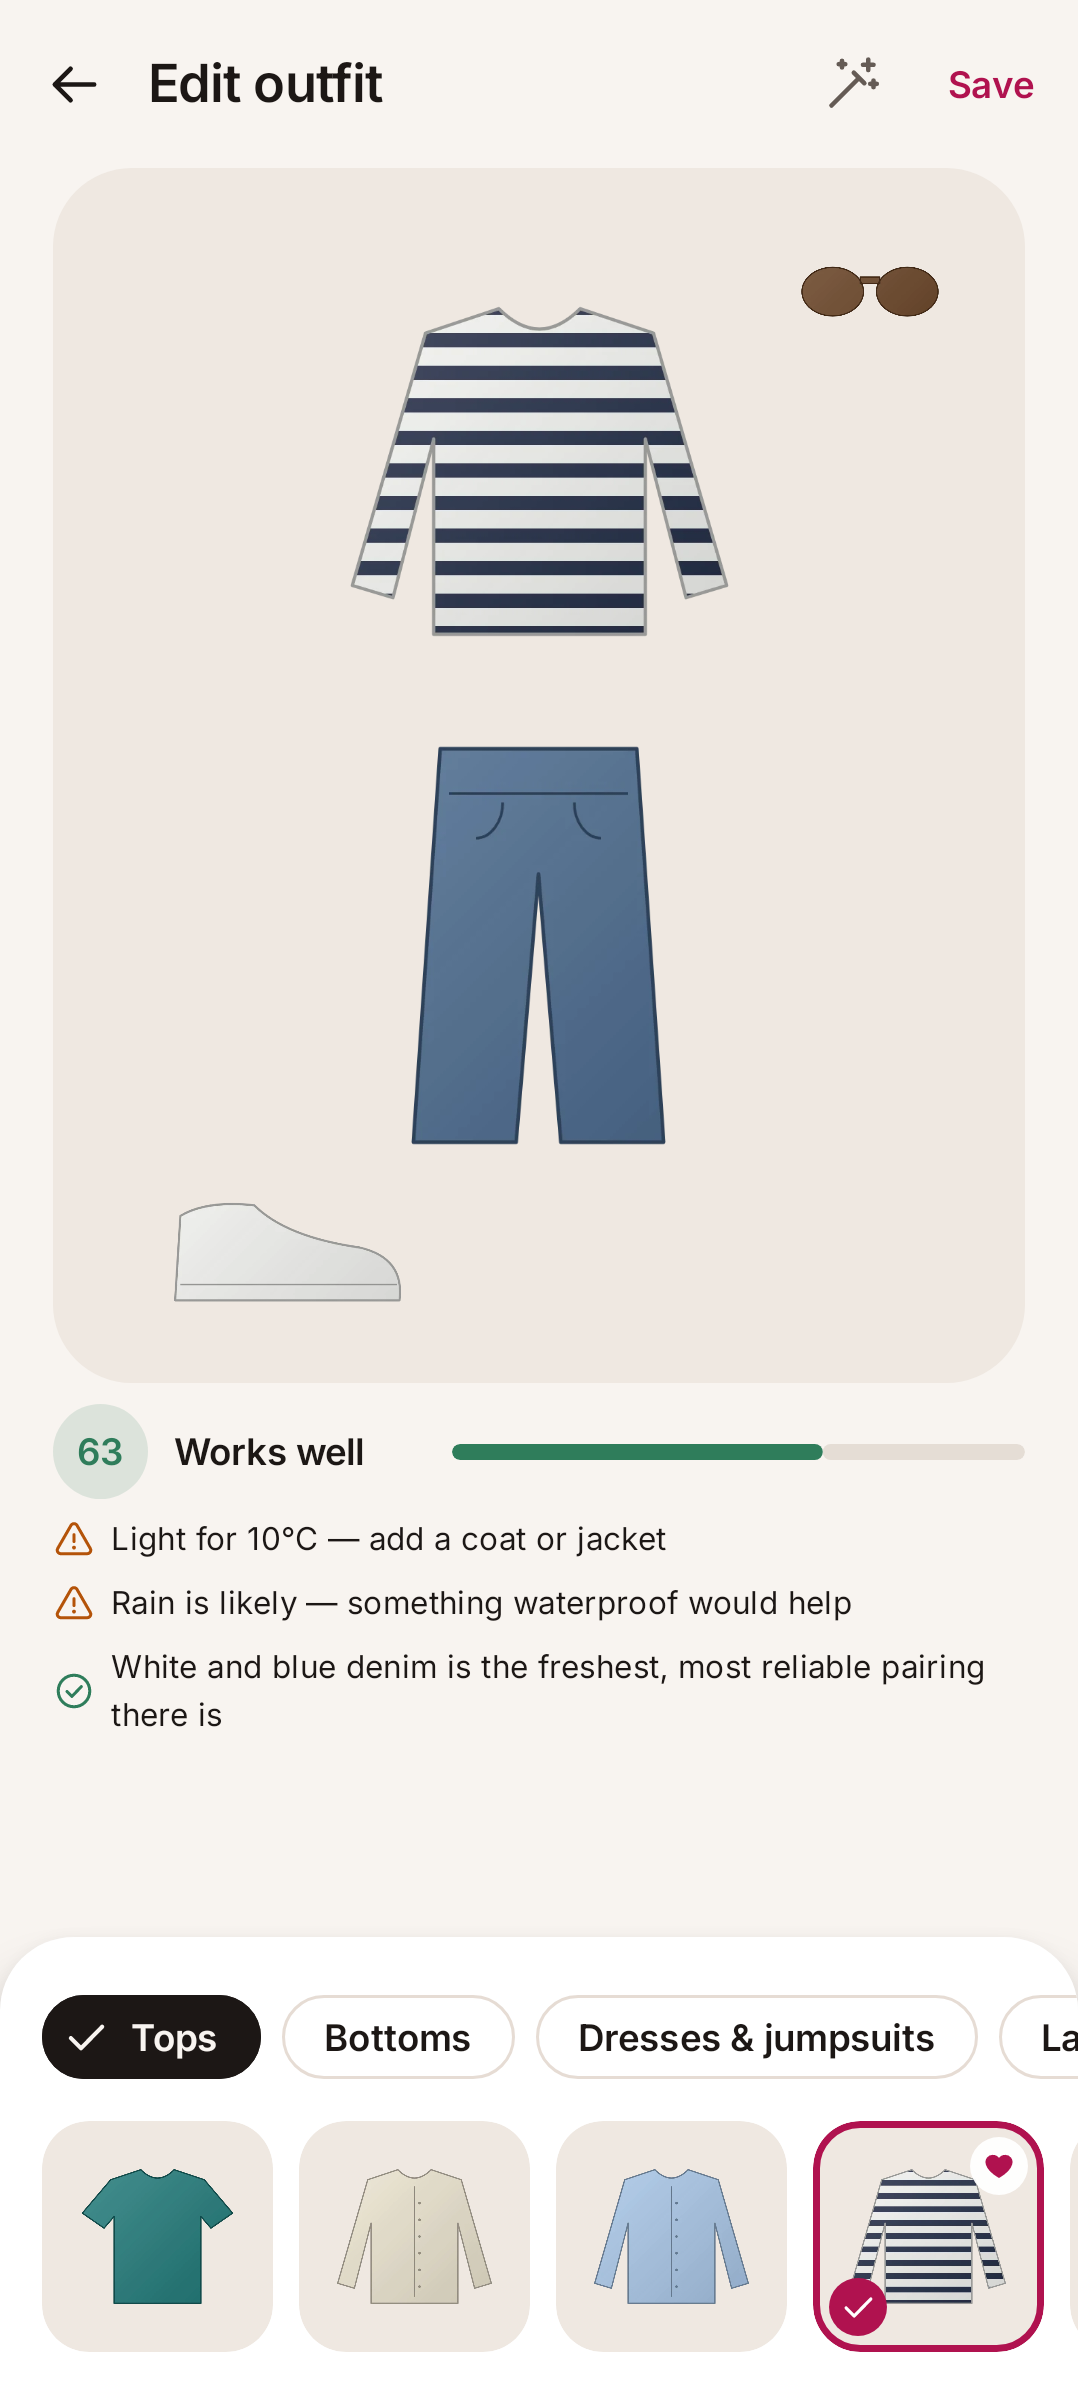 Edit outfit
Save
63
Works well
Light for 10°C — add a coat or jacket
Rain is likely — something waterproof would help
White and blue denim is the freshest, most reliable pairing
there is
Tops
Bottoms
Dresses & jumpsuits
La